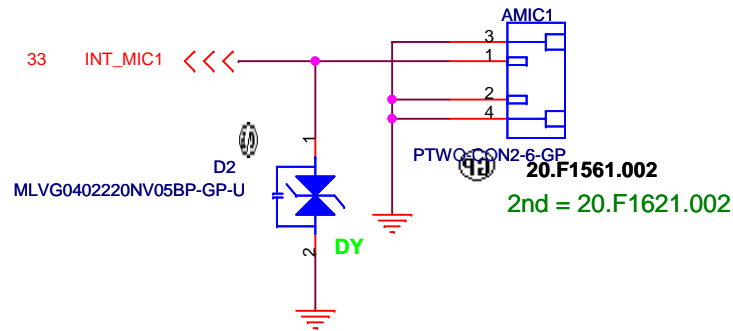 AMIC1
3
33 INT_MIC1
1
2
4
1
D2
MLVG0402220NV05BP-GP-U
PTWO-CON2-6-GP
GP
20.F1561.002
2nd = 20.F1621.002
2
DY